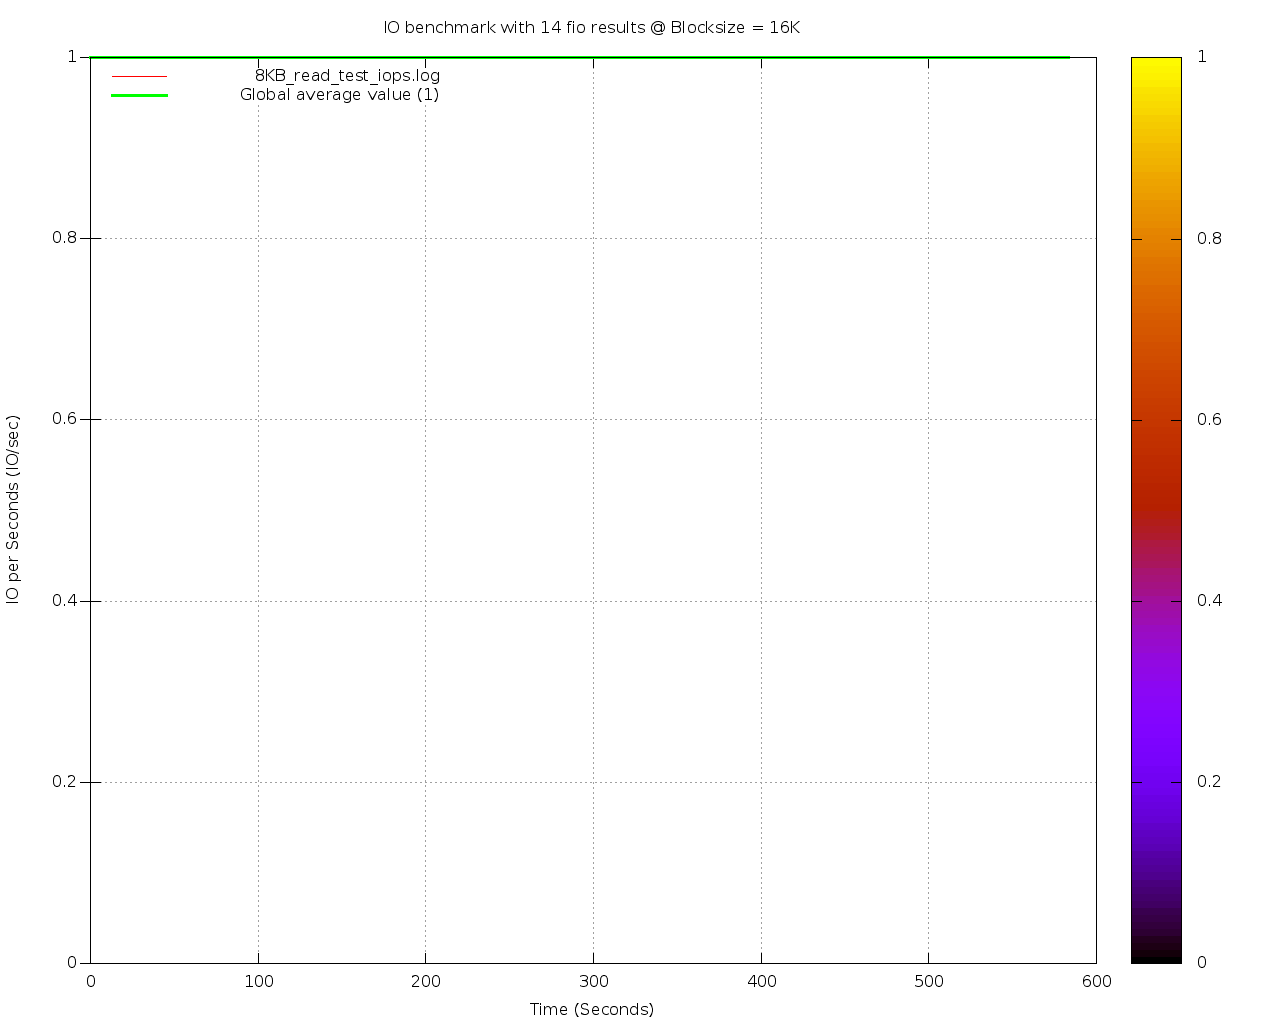 IO benchmark with 14 fio results @ Blocksize = 16K
8KB_read_test_iops.log
Global average value (1)
IO per Seconds (IO/sec)
1
0.8
0.6
0.4
0.2
0
0 100 200 300 400 500 600
Time (Seconds)
1
0.8
0.6
0.4
0.2
0